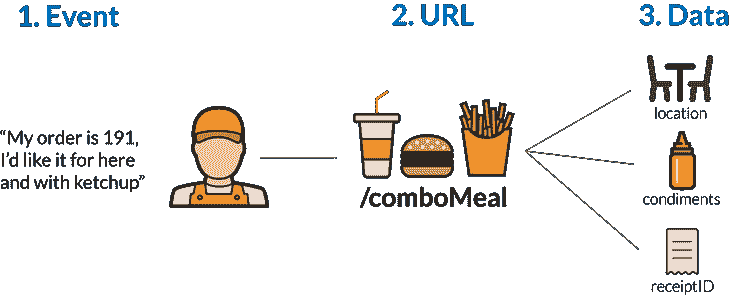 1. Event
2. URL
3. Data
“My order is 191,
I’d like it for here
and with ketchup”
/comboMeal
location
condiments
receiptID